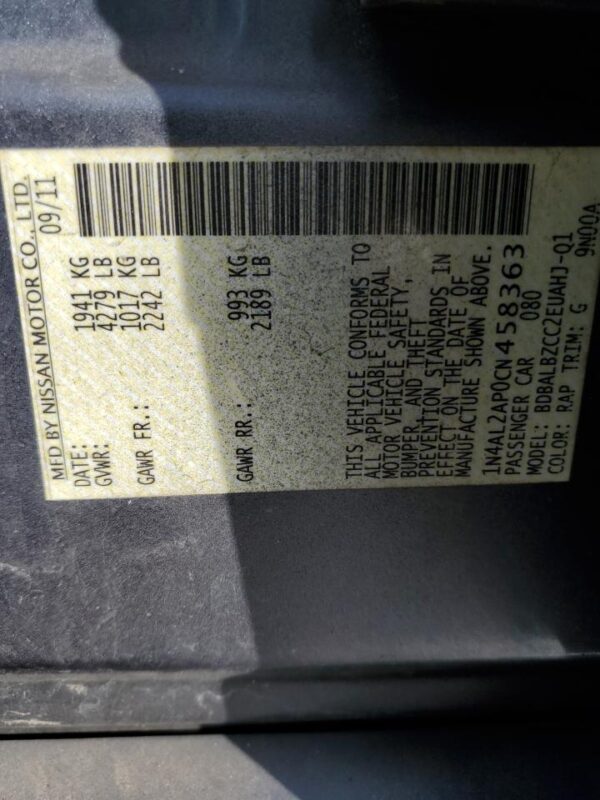 MFD BY NISSAN MOTOR CO., LTD.
DATE: 09/11
GVWR: 1941 KG
4279 LB
GAWR FR.: 1017 KG
2242 LB
GAWR RR.: 993 KG
2189 LB
THIS VEHICLE CONFORMS TO
ALL APPLICABLE FEDERAL
MOTOR VEHICLE SAFETY,
BUMPER, AND THEFT
PREVENTION STANDARDS IN
EFFECT ON THE DATE OF
MANUFACTURE SHOWN ABOVE.
1N4AL2AP0CN458363
PASSENGER CAR 080
MODEL: BDBALBZCC2EUAHJ-Q1
COLOR: RAP TRIM: G 9N00A